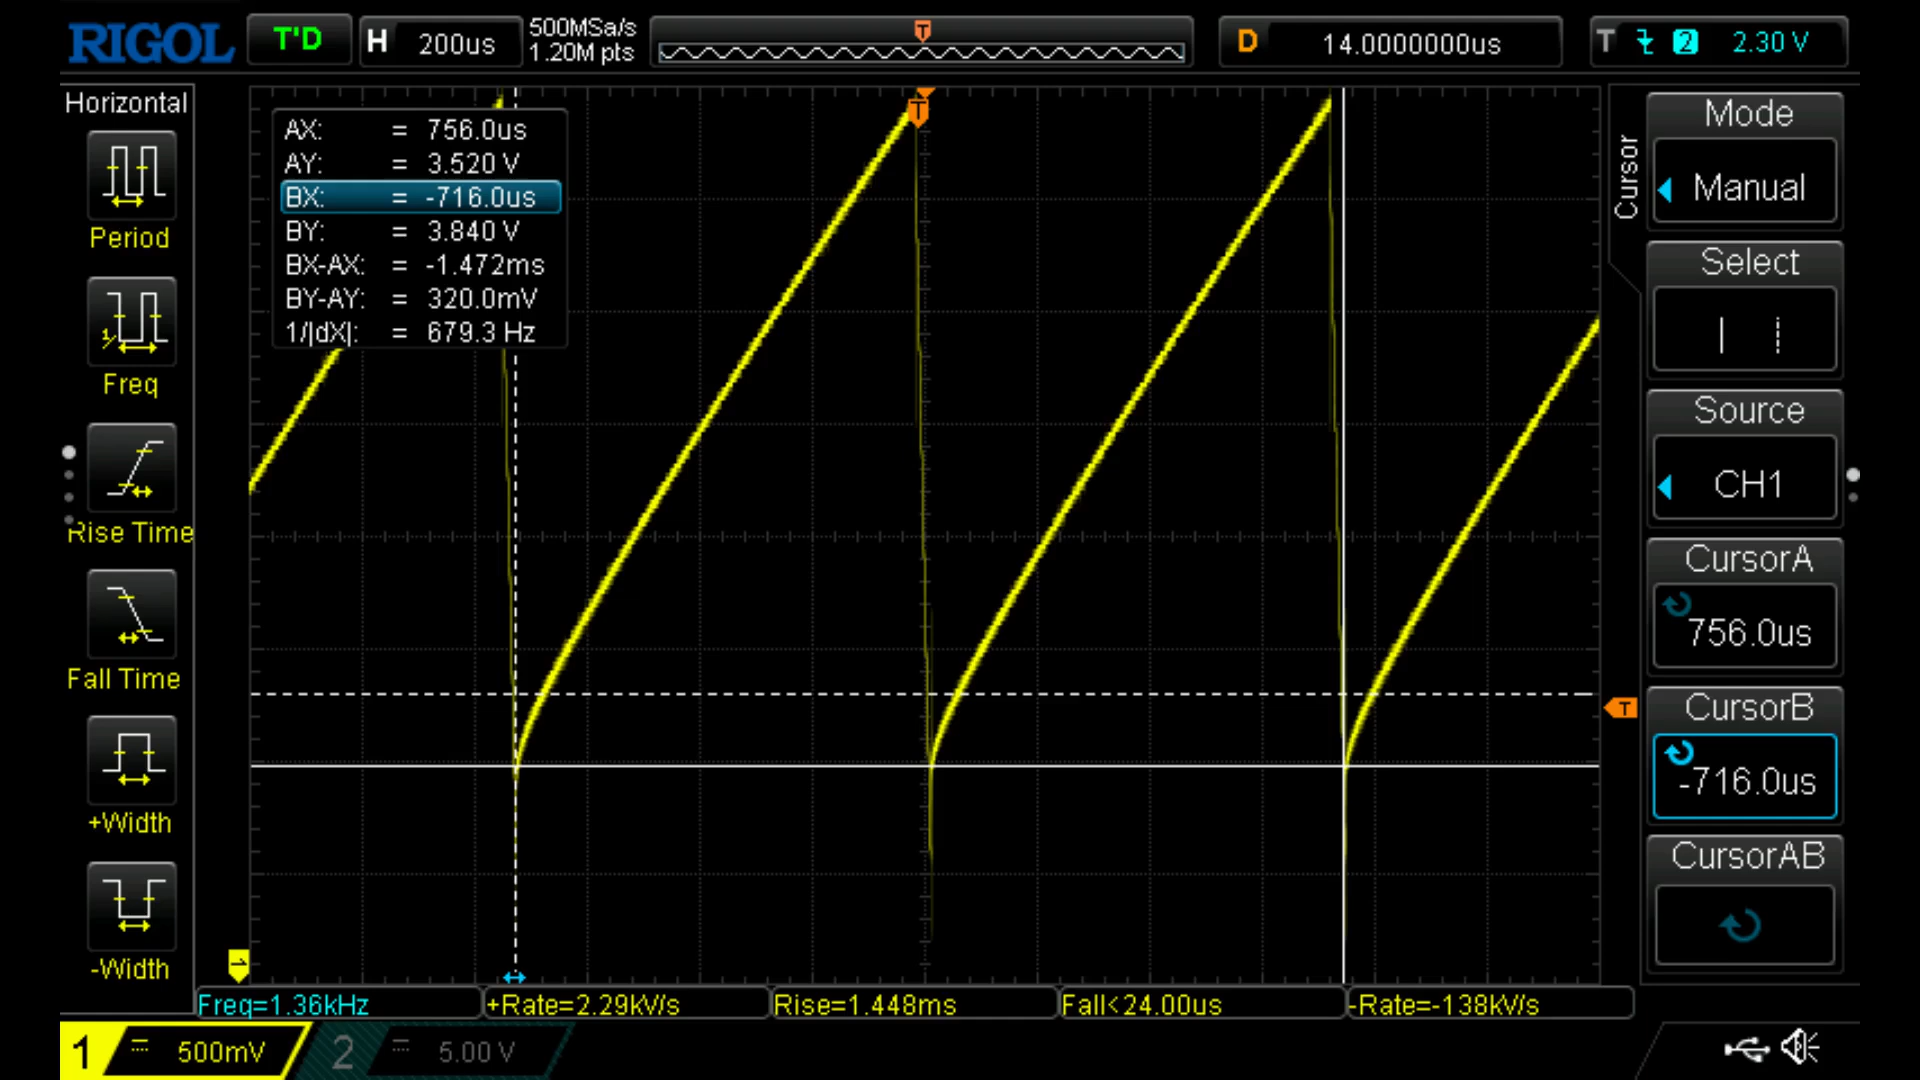 RIGOL T'D H 200us 500MSa/s D 14.0000000us T 2 2.30 V
1.20M pts
T
Horizontal
Period
Freq
Rise Time
Fall Time
+Width
-Width
AX: = 756.0us
AY: = 3.520 V
BX: = -716.0us
BY: = 3.840 V
BX-AX: = -1.472ms
BY-AY: = 320.0mV
1/|dX|: = 679.3 Hz
T
T
Cursor
Mode
Manual
Select
Source
CH1
CursorA
756.0us
CursorB
-716.0us
CursorAB
Freq=1.36kHz +Rate=2.29kV/s Rise=1.448ms Fall<24.00us -Rate=-138kV/s
1 500mV 2 5.00 V